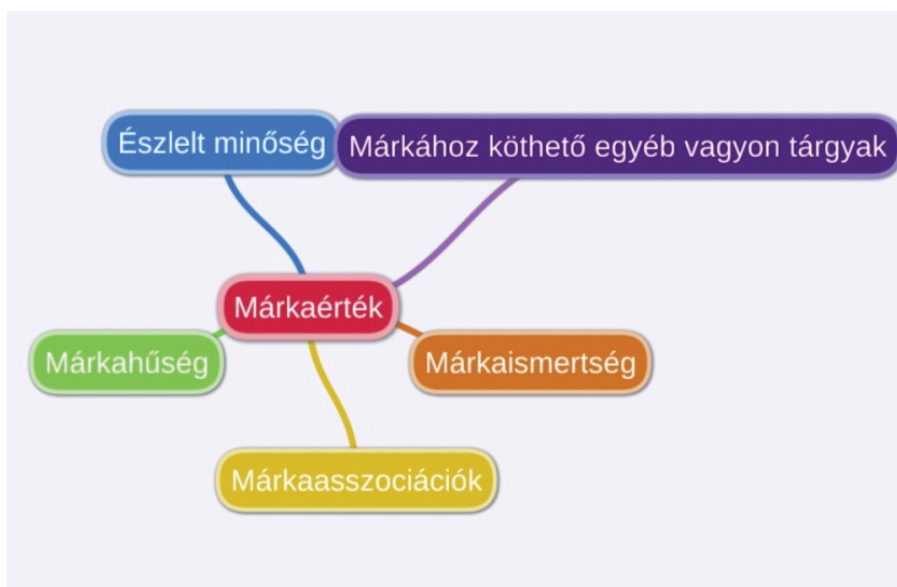 Észlelt minőség
Márkához köthető egyéb vagyon tárgyak
Márkaérték
Márkahűség
Márkaismertség
Márkaasszociációk